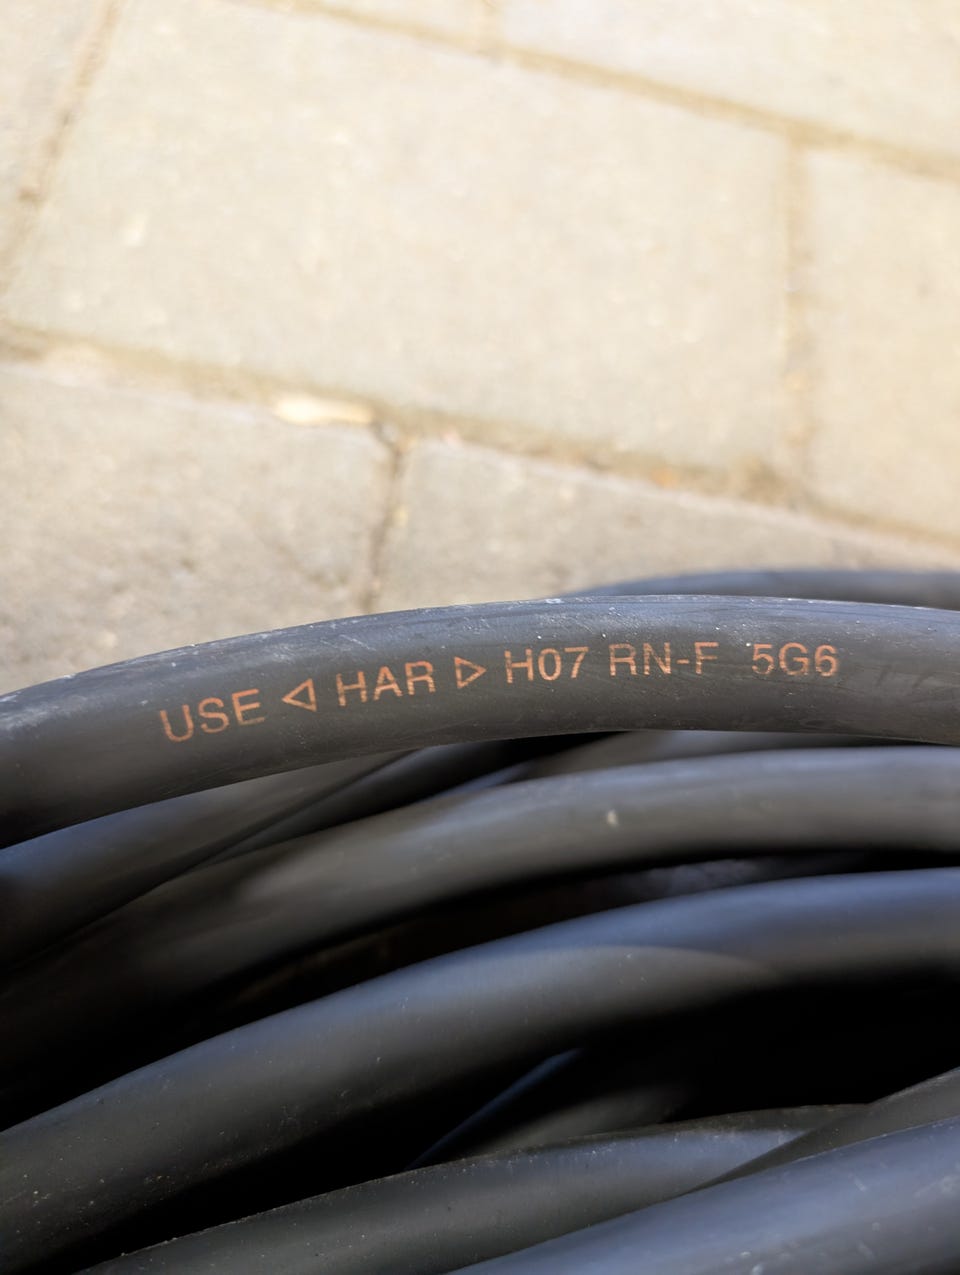 USE ◁ HAR ▷ H07 RN-F 5G6